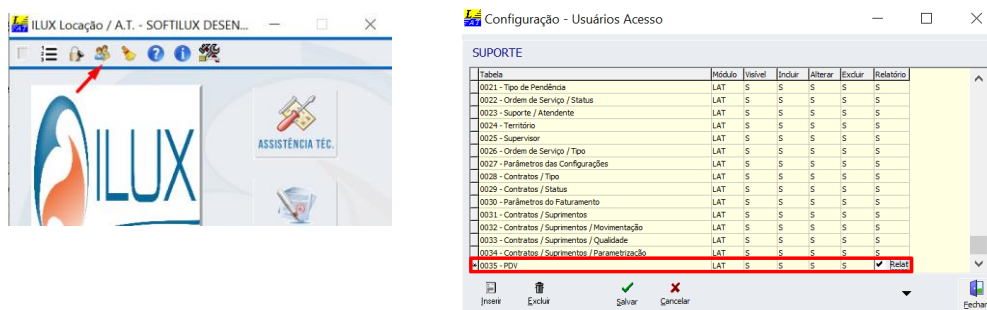 ILUX Locação / A.T. - SOFTILUX DESEN...
ILUX
ASSISTÊNCIA TÉC.
Configuração - Usuários Acesso
SUPORTE
Tabela Módulo Visível Incluir Alterar Excluir Relatório
0021 - Tipo de Pendência LAT S S S S S
0022 - Ordem de Serviço / Status LAT S S S S S
0023 - Suporte / Atendente LAT S S S S S
0024 - Território LAT S S S S S
0025 - Supervisor LAT S S S S S
0026 - Ordem de Serviço / Tipo LAT S S S S S
0027 - Parâmetros das Configurações LAT S S S S S
0028 - Contratos / Tipo LAT S S S S S
0029 - Contratos / Status LAT S S S S S
0030 - Parâmetros do Faturamento LAT S S S S S
0031 - Contratos / Suprimentos LAT S S S S S
0032 - Contratos / Suprimentos / Movimentação LAT S S S S S
0033 - Contratos / Suprimentos / Qualidade LAT S S S S S
0034 - Contratos / Suprimentos / Parametrização LAT S S S S S
0035 - PDV LAT S S S S Relat
Inserir Excluir Salvar Cancelar Fechar